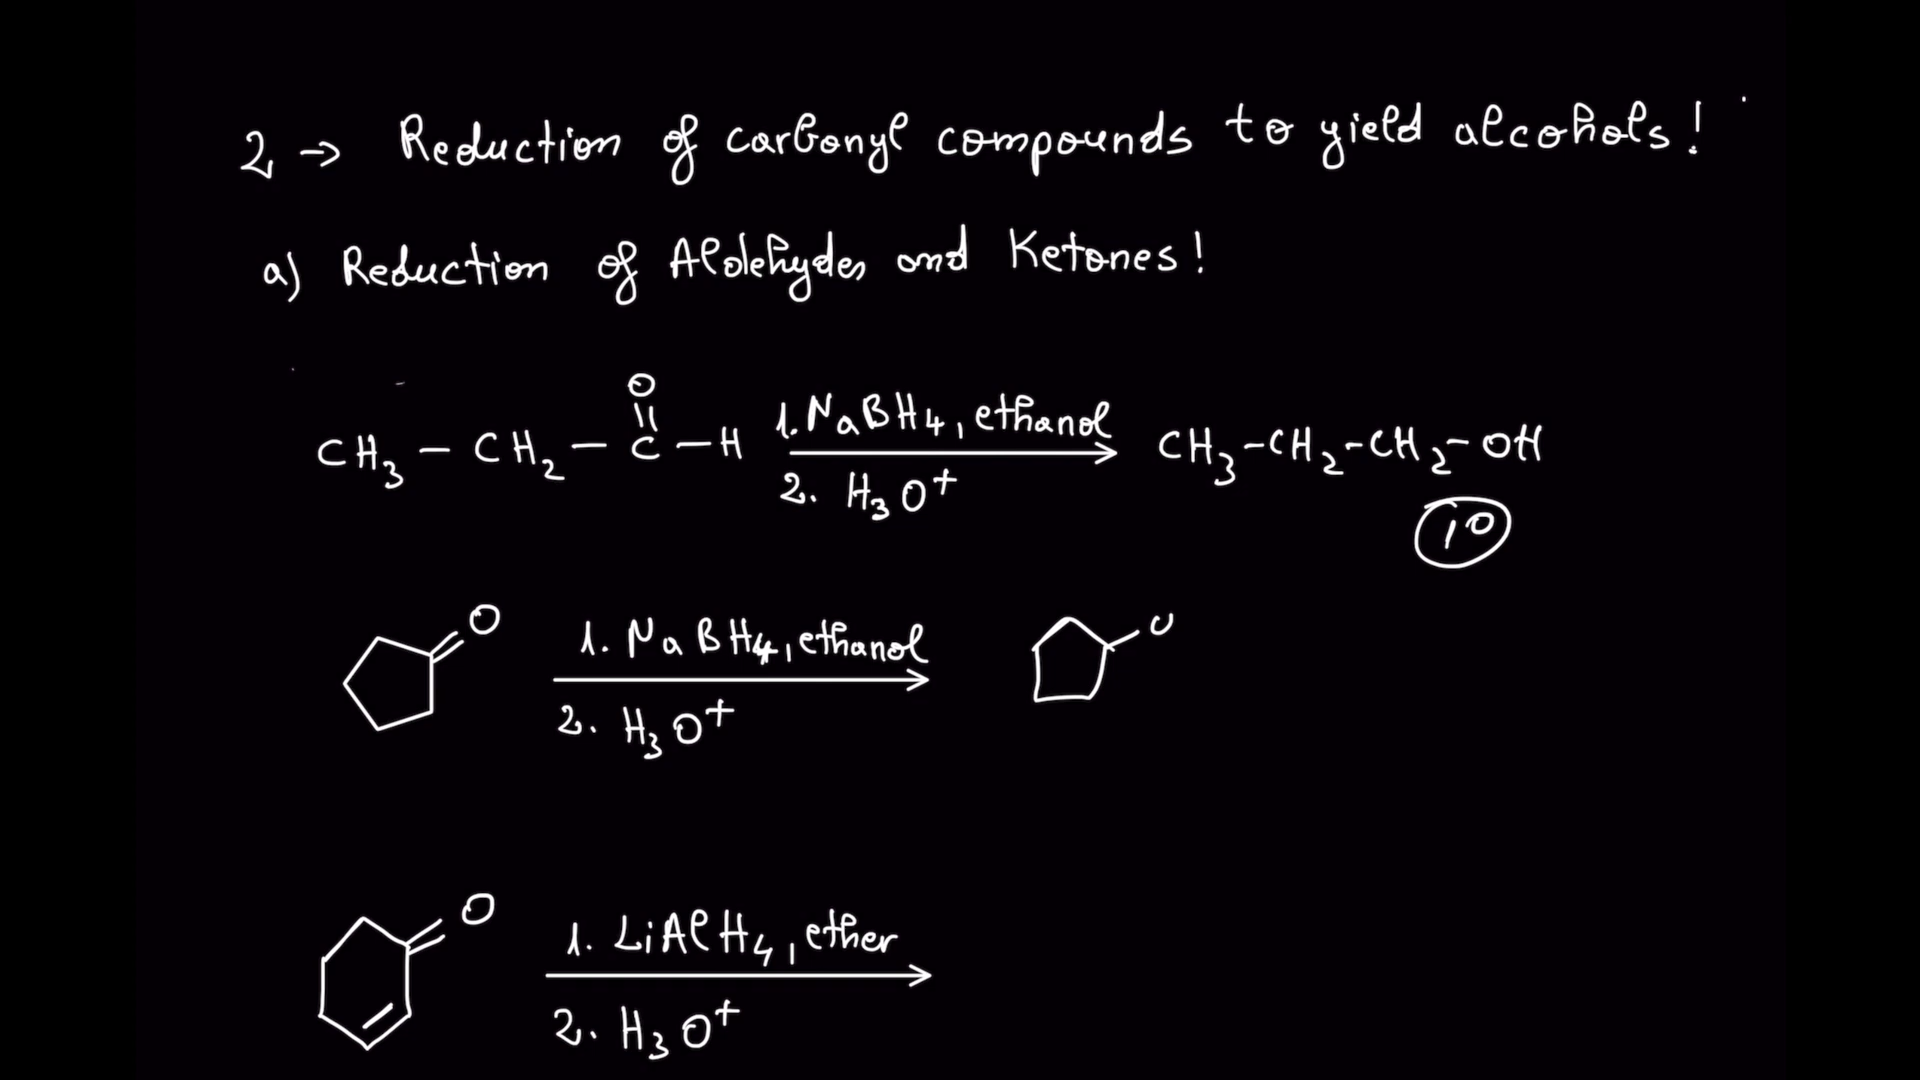 2 → Reduction of carbonyl compounds to yield alcohols!
a) Reduction of Aldehydes and Ketones!
O
CH3 – CH2 – C – H 1. NaBH4, ethanol CH3-CH2-CH2-OH
2. H3O+
1º
O 1. NaBH4, ethanol O
2. H3O+
O 1. LiAlH4, ether
2. H3O+